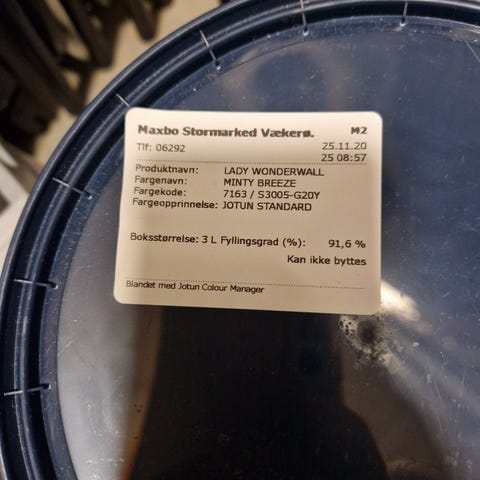 Maxbo Stormarked Vækerø. M2
Tlf: 06292 25.11.20
25 08:57
Produktnavn: LADY WONDERWALL
Fargenavn: MINTY BREEZE
Fargekode: 7163 / S3005-G20Y
Fargeopprinnelse: JOTUN STANDARD
Boksstørrelse: 3 L Fyllingsgrad (%): 91,6 %
Kan ikke byttes
Blandet med Jotun Colour Manager